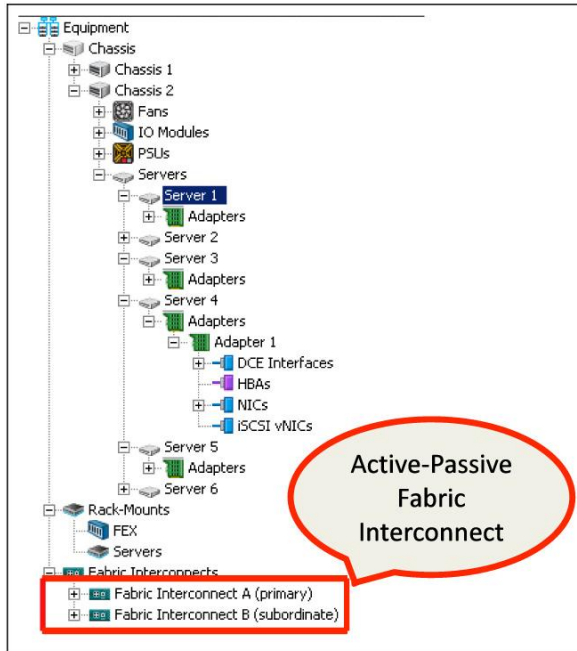 Equipment
Chassis
Chassis 1
Chassis 2
Fans
IO Modules
PSUs
Servers
Server 1
Adapters
Server 2
Server 3
Adapters
Server 4
Adapters
Adapter 1
DCE Interfaces
HBAs
NICs
iSCSI vNICs
Server 5
Adapters
Server 6
Rack-Mounts
FEX
Servers
Fabric Interconnects
Fabric Interconnect A (primary)
Fabric Interconnect B (subordinate)
Active-Passive
Fabric
Interconnect